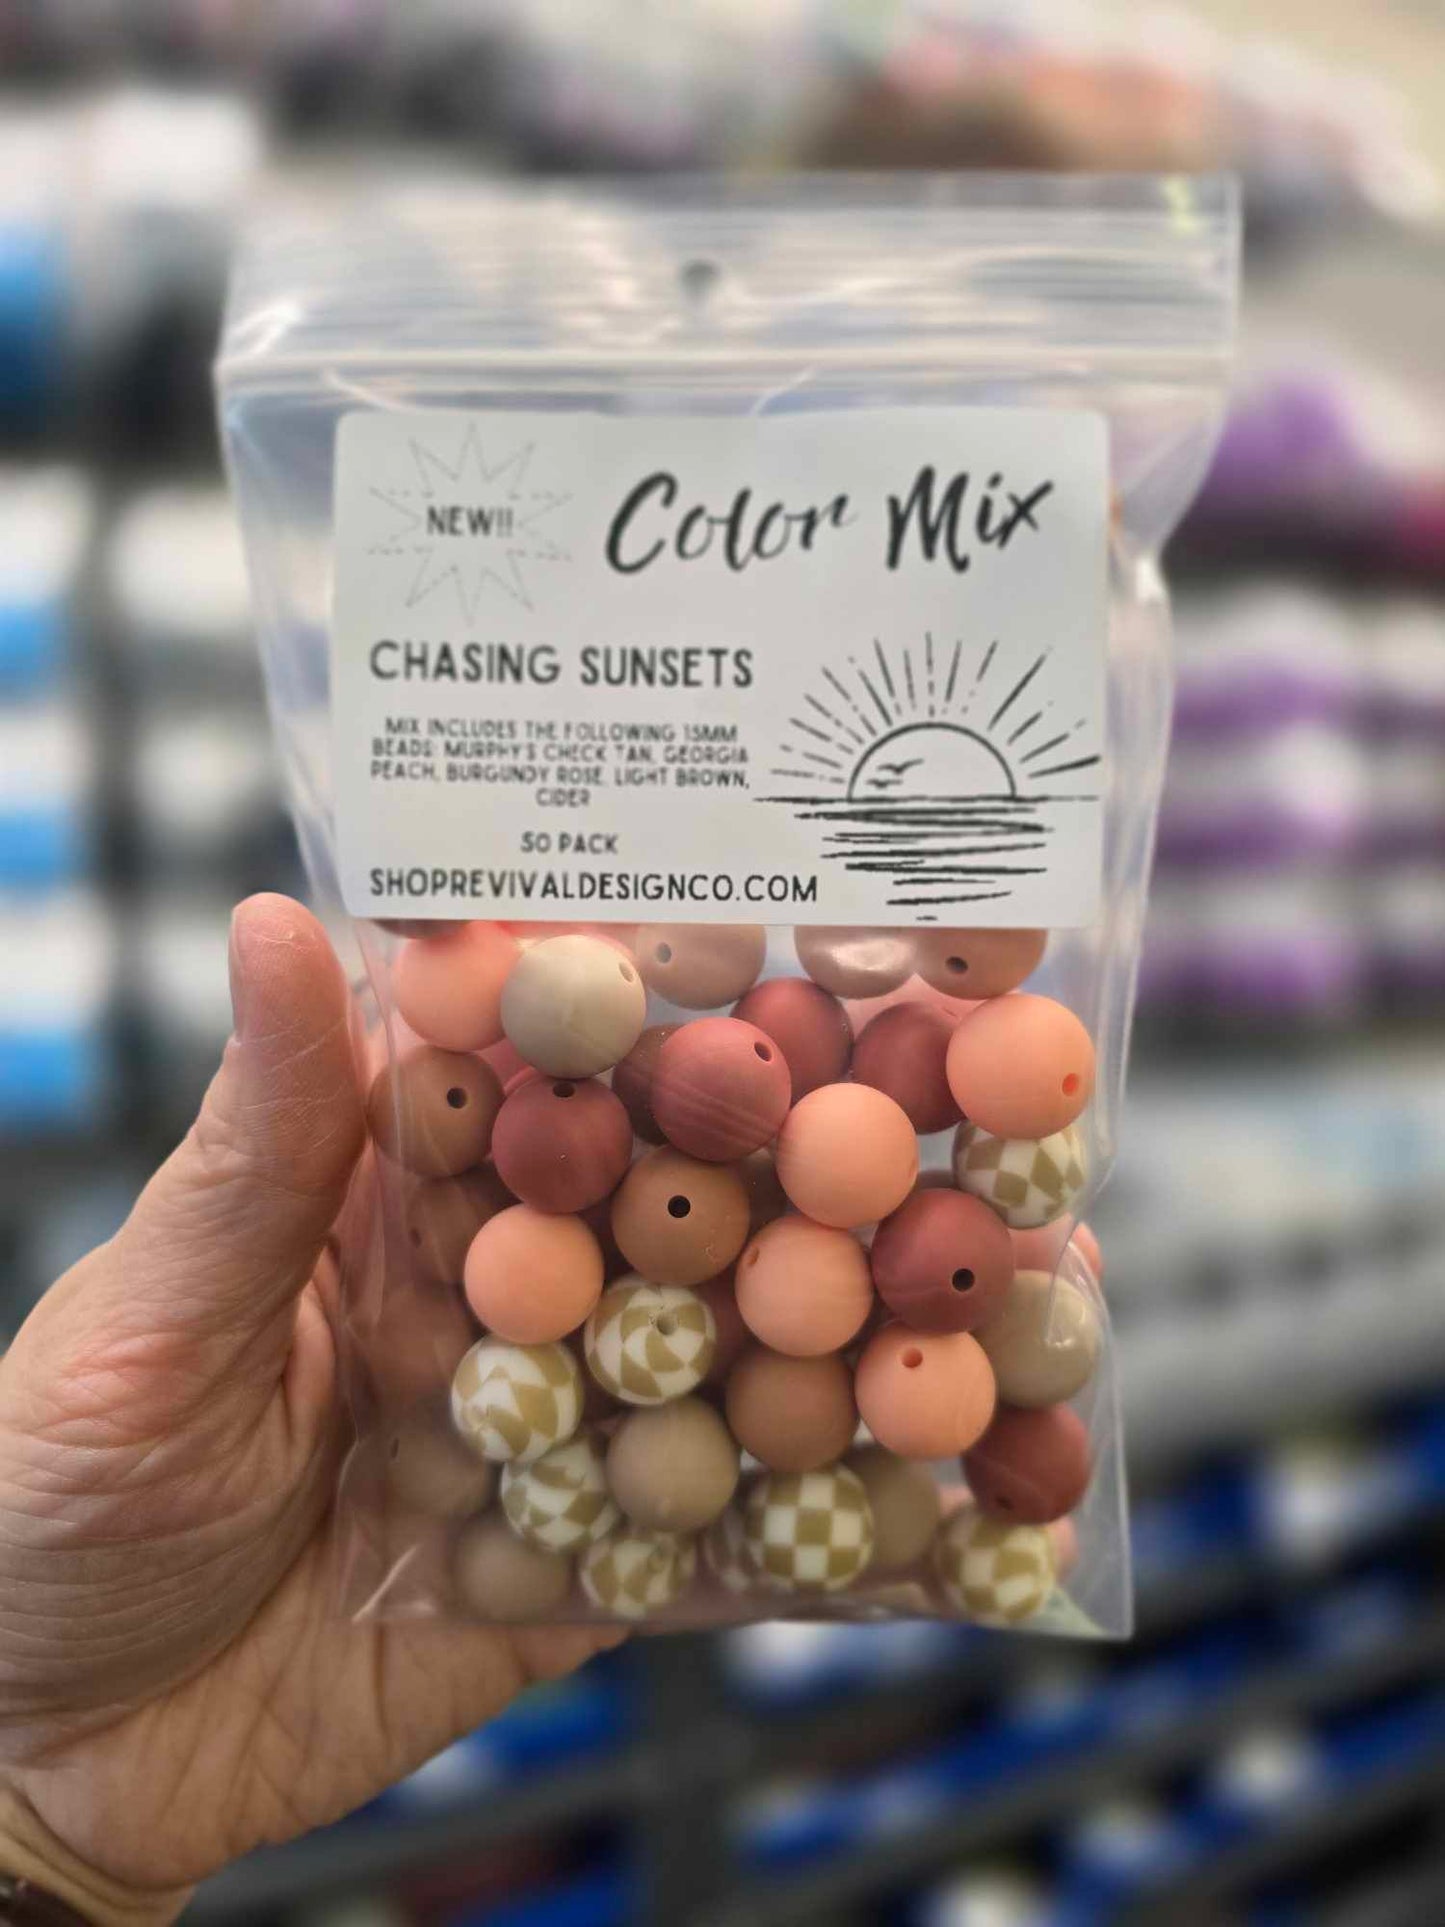 NEW!!
Color Mix
CHASING SUNSETS
MIX INCLUDES THE FOLLOWING 15MM
BEADS: MURPHY'S CHECK TAN, GEORGIA
PEACH, BURGUNDY ROSE, LIGHT BROWN,
CIDER
50 PACK
SHOPREVIVALDESIGNCO.COM